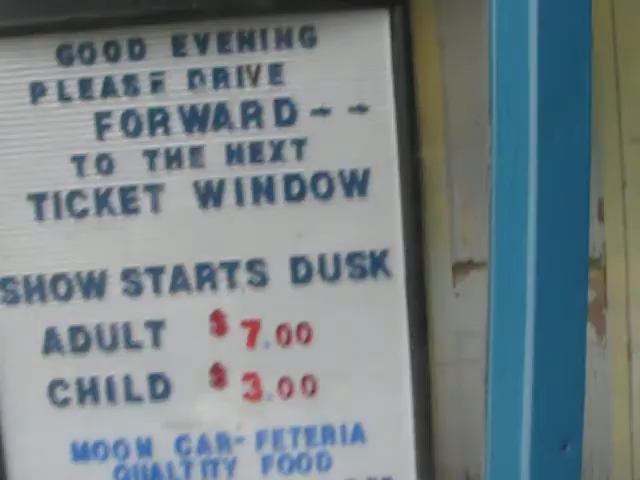 GOOD EVENING
PLEASE DRIVE
FORWARD--
TO THE NEXT
TICKET WINDOW
SHOW STARTS DUSK
ADULT $7.00
CHILD $3.00
MOON CAR-FETERIA
QUALTITY FOOD